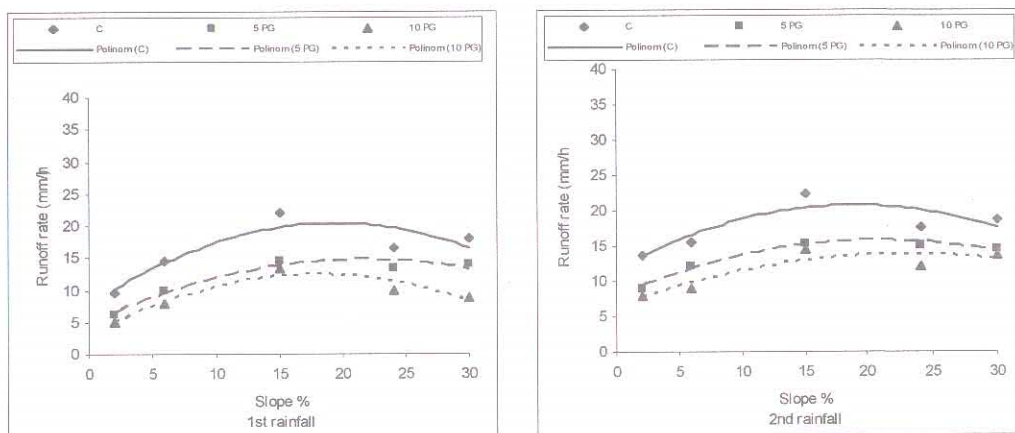 C 5 PG 10 PG
Polinom (C) Polinom (5 PG) Polinom (10 PG)
40
35
30
25
20
15
10
5
0
Runoff rate (mm/h)
0 5 10 15 20 25 30
Slope %
1st rainfall
C 5 PG 10 PG
Polinom (C) Polinom (5 PG) Polinom (10 PG)
40
35
30
25
20
15
10
5
0
Runoff rate (mm/h
0 5 10 15 20 25 30
Slope %
2nd rainfall